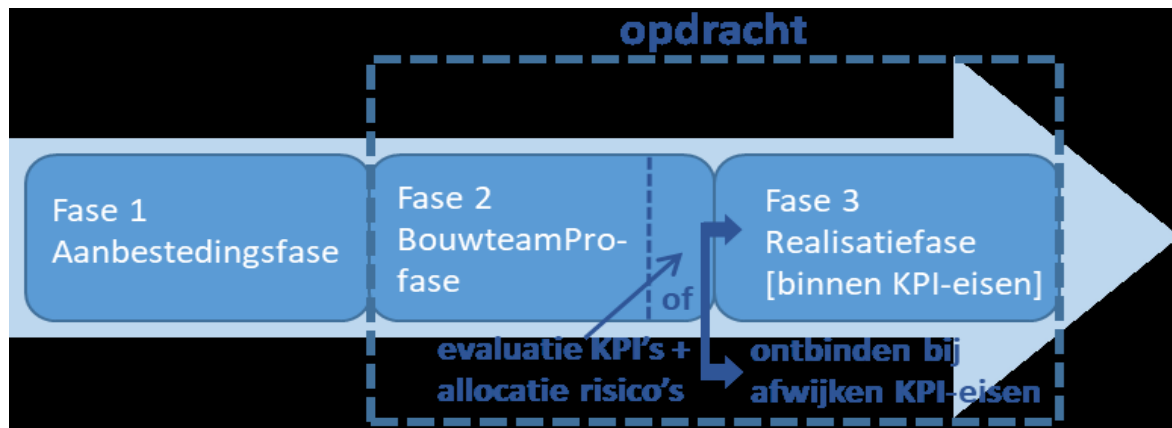 opdracht
Fase 1
Aanbestedingsfase
Fase 2
BouwteamPro-
fase
Fase 3
Realisatiefase
[binnen KPI-eisen]
of
evaluatie KPI's +
allocatie risico's
ontbinden bij
afwijken KPI-eisen